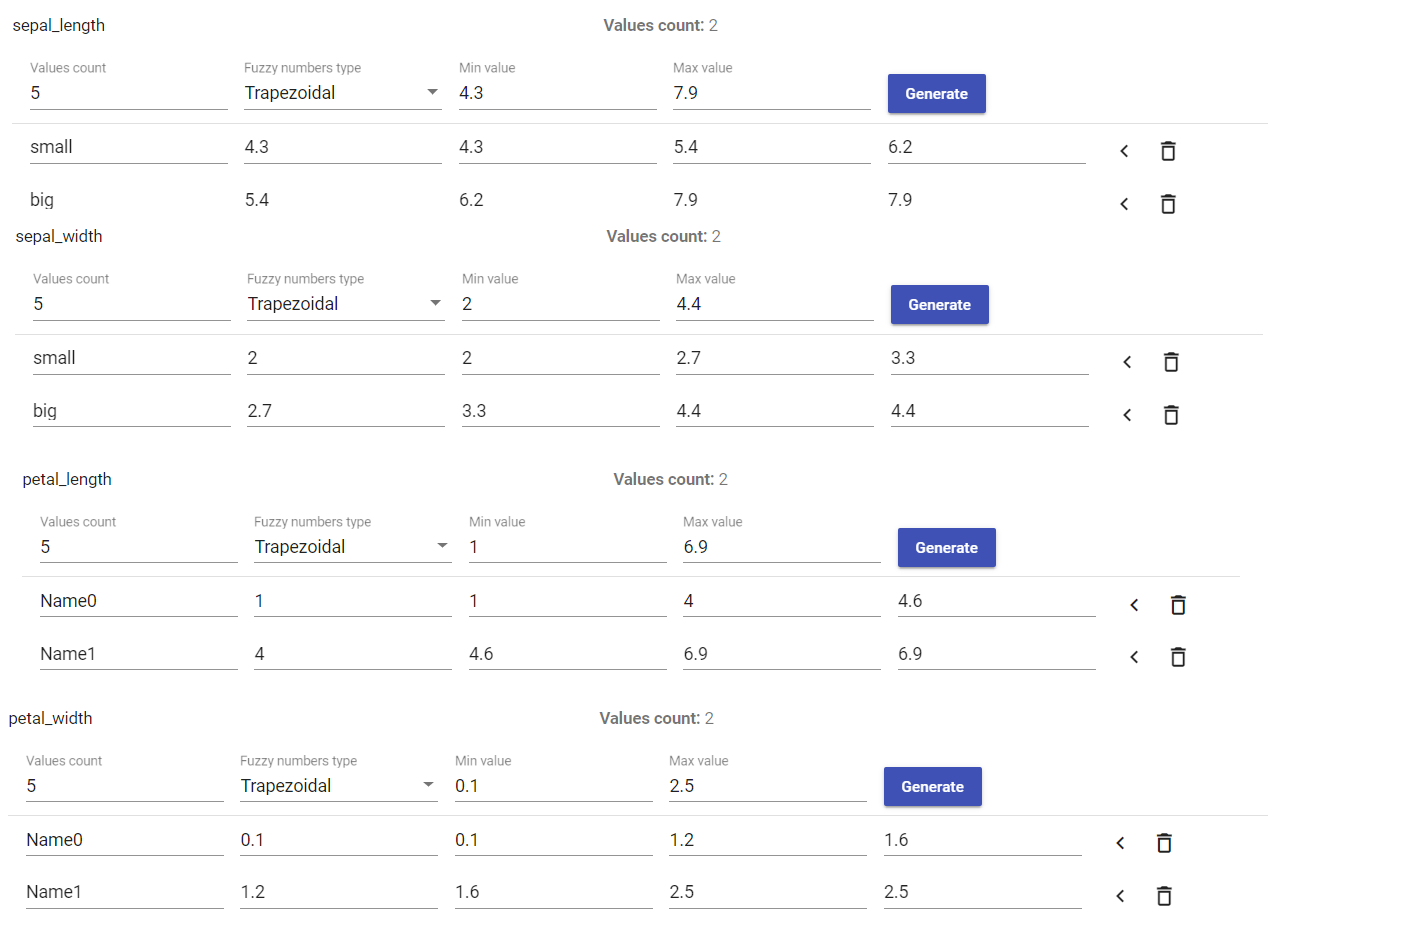 sepal_length Values count: 2
Values count Fuzzy numbers type Min value Max value
5 Trapezoidal 4.3 7.9 Generate
small 4.3 4.3 5.4 6.2
big 5.4 6.2 7.9 7.9
sepal_width Values count: 2
Values count Fuzzy numbers type Min value Max value
5 Trapezoidal 2 4.4 Generate
small 2 2 2.7 3.3
big 2.7 3.3 4.4 4.4
petal_length Values count: 2
Values count Fuzzy numbers type Min value Max value
5 Trapezoidal 1 6.9 Generate
Name0 1 1 4 4.6
Name1 4 4.6 6.9 6.9
petal_width Values count: 2
Values count Fuzzy numbers type Min value Max value
5 Trapezoidal 0.1 2.5 Generate
Name0 0.1 0.1 1.2 1.6
Name1 1.2 1.6 2.5 2.5